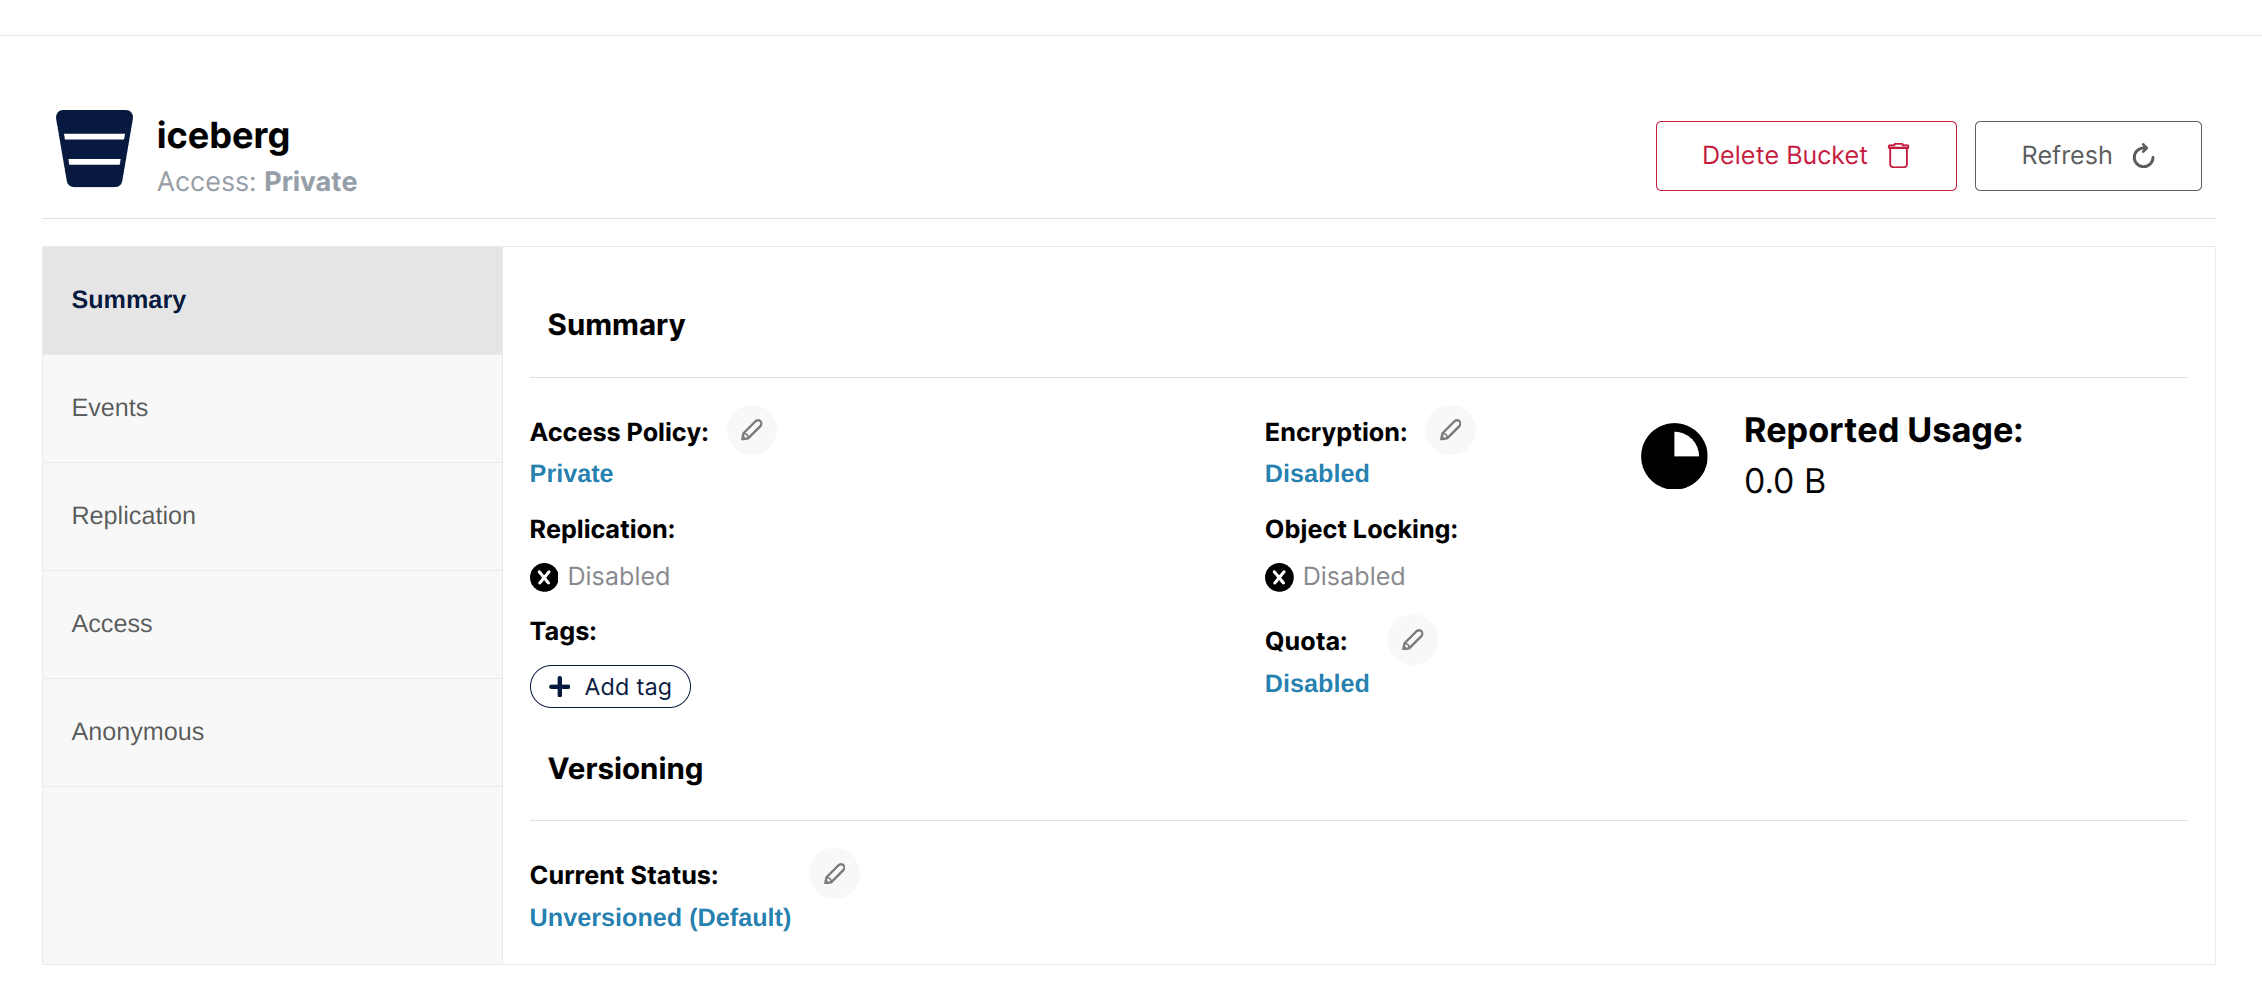 iceberg
Access: Private
Delete Bucket
Refresh
Summary
Events
Replication
Access
Anonymous
Summary
Access Policy:
Private
Encryption:
Disabled
Reported Usage:
0.0 B
Replication:
Disabled
Object Locking:
Disabled
Tags:
Add tag
Quota:
Disabled
Versioning
Current Status:
Unversioned (Default)